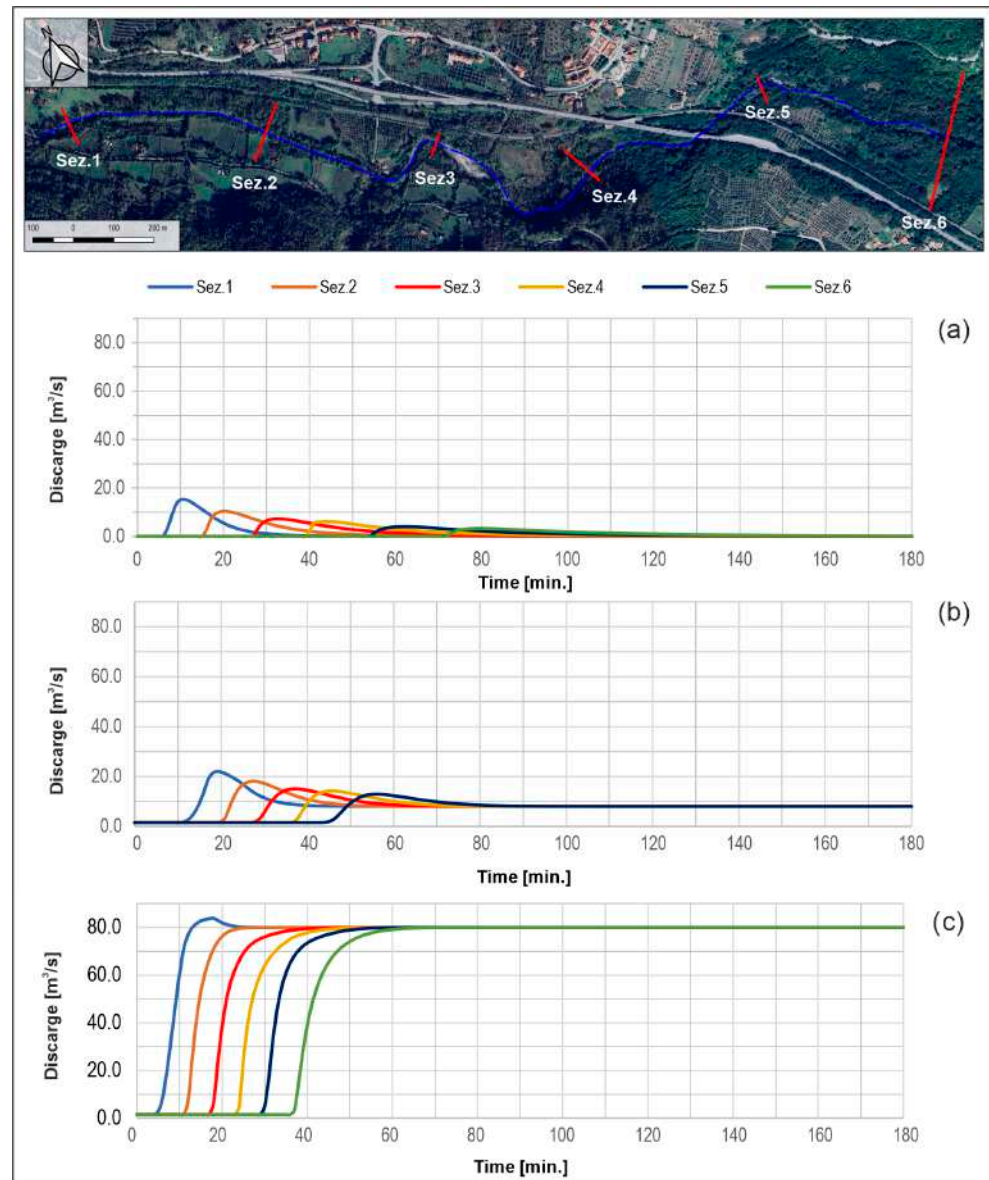 N
Sez.1
Sez.2
Sez3
Sez.4
Sez.5
Sez.6
100 0 100 200 m
Sez.1 Sez.2 Sez.3 Sez.4 Sez.5 Sez.6
(a)
Discarge [m³/s]
80.0
60.0
40.0
20.0
0.0
0 20 40 60 80 100 120 140 160 180
Time [min.]
(b)
Discarge [m³/s]
80.0
60.0
40.0
20.0
0.0
0 20 40 60 80 100 120 140 160 180
Time [min.]
(c)
Discarge [m³/s]
80.0
60.0
40.0
20.0
0.0
0 20 40 60 80 100 120 140 160 180
Time [min.]